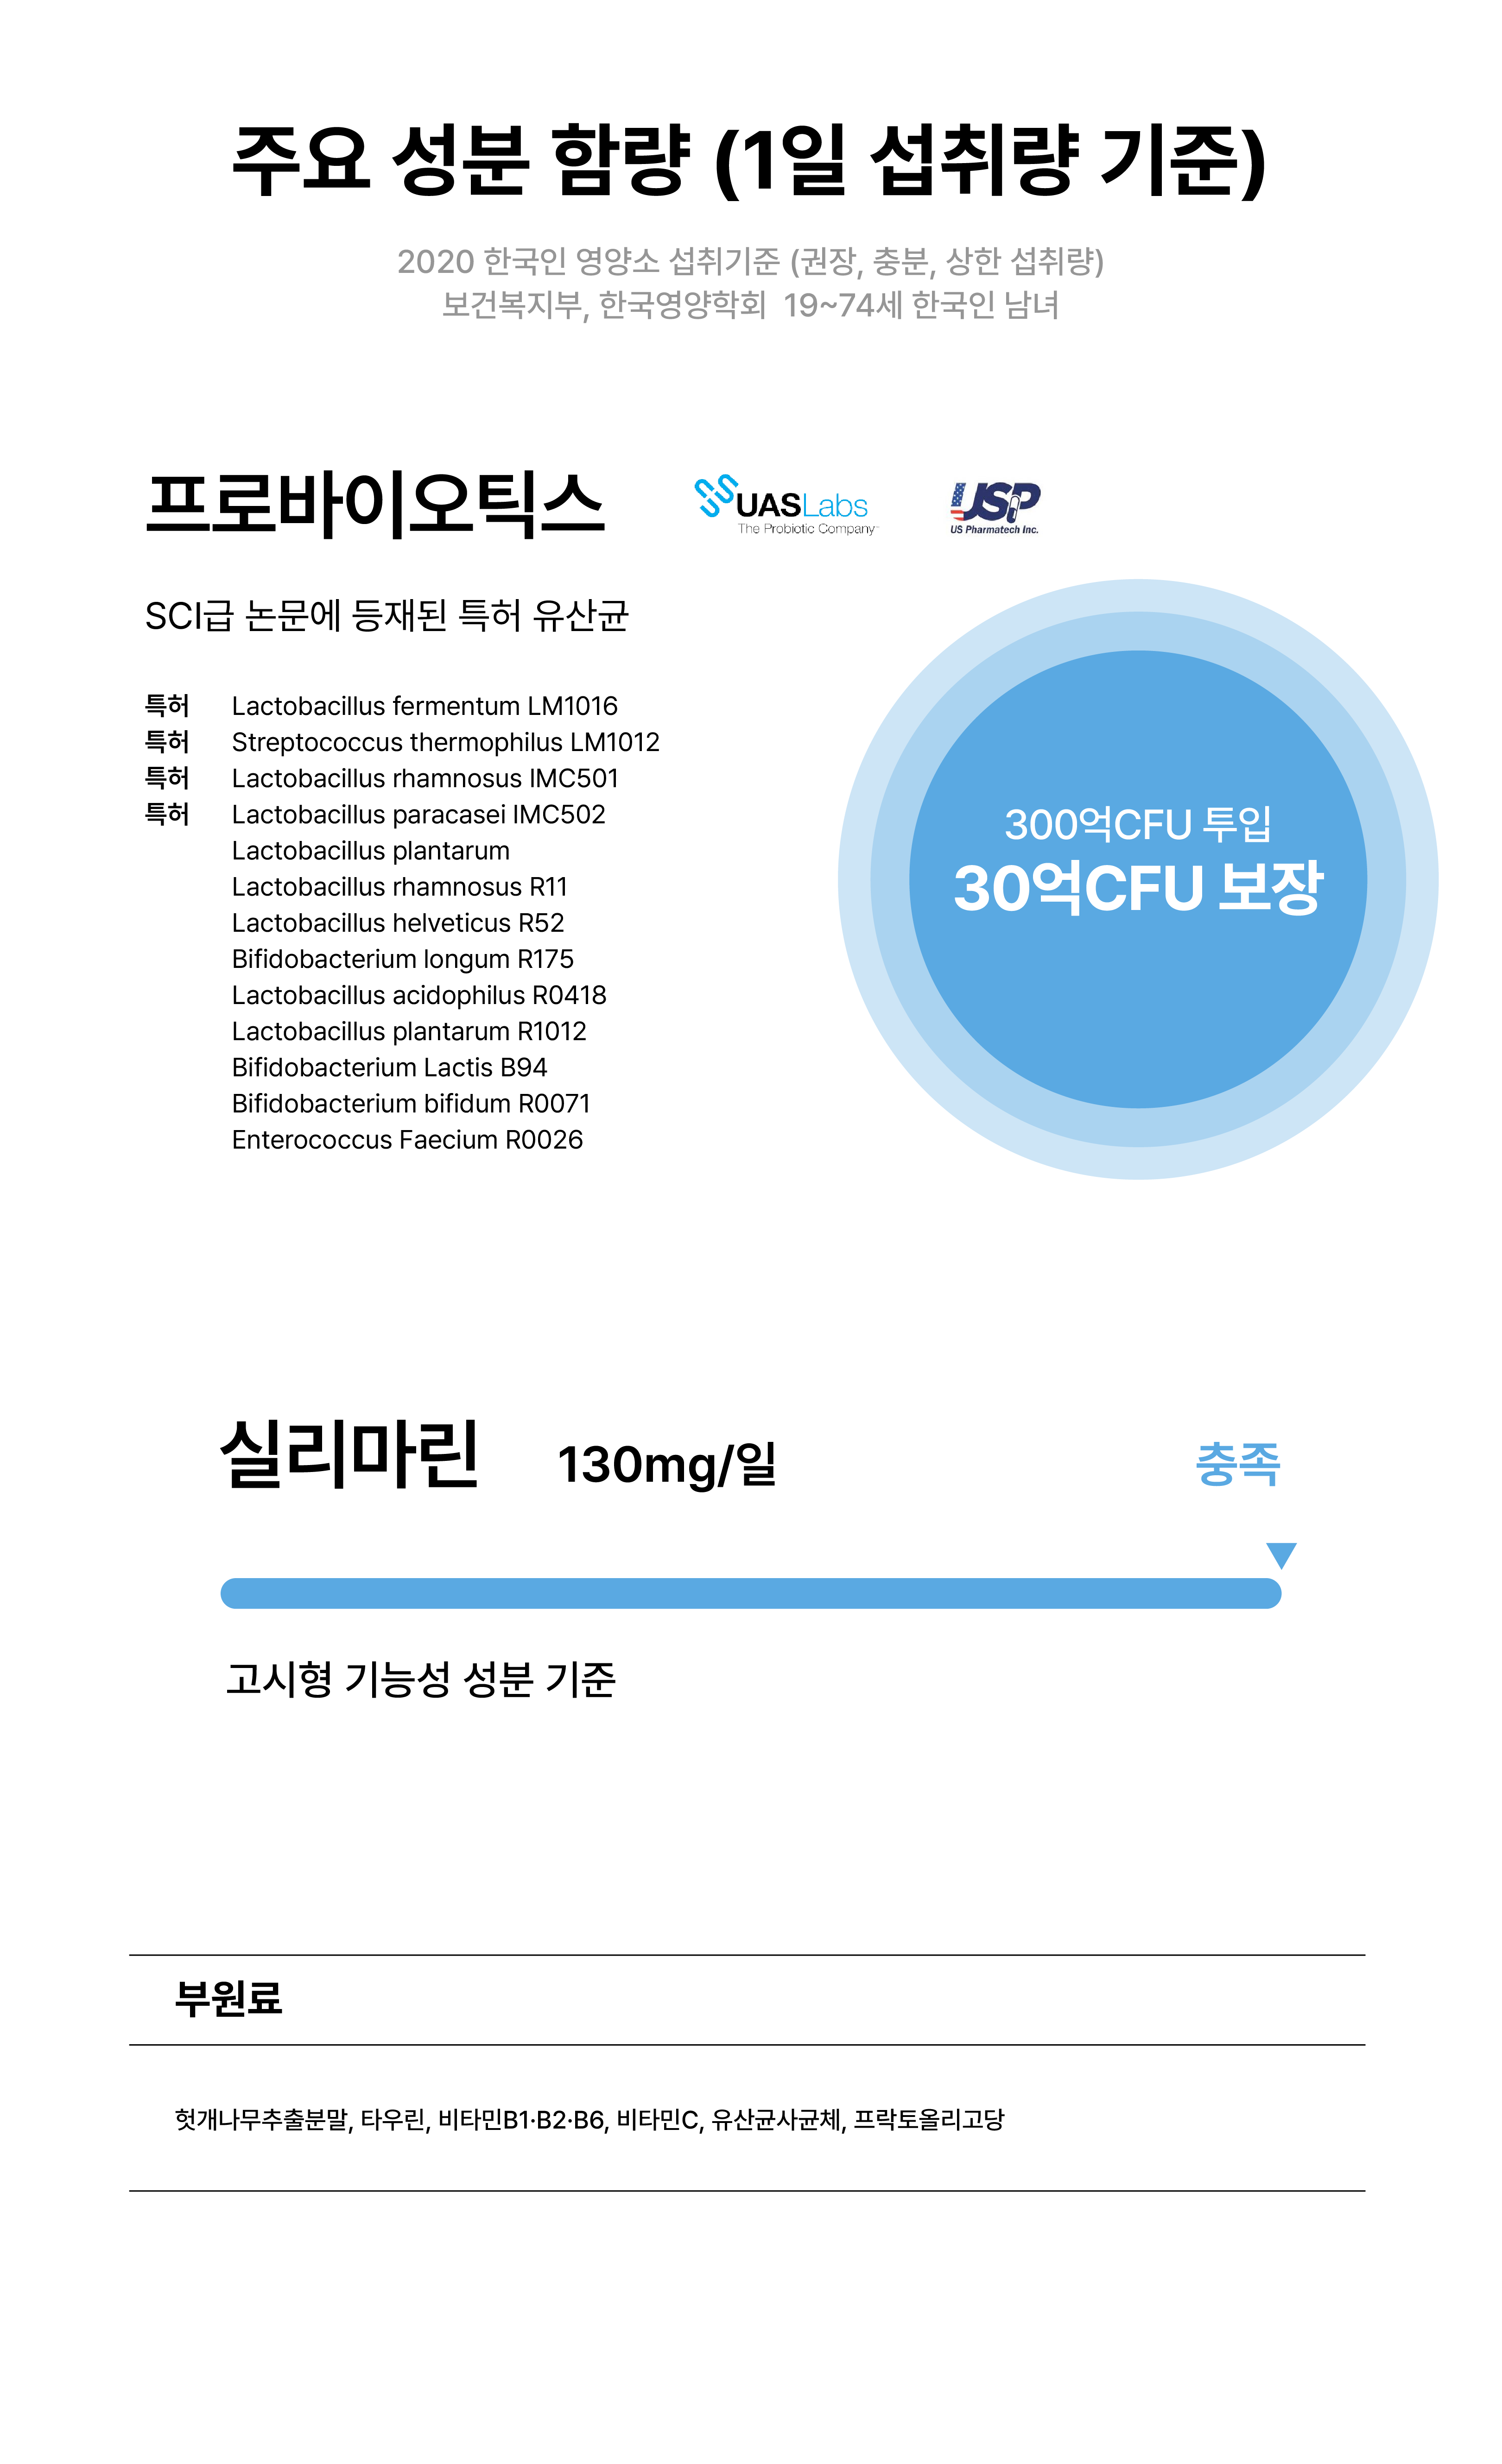 주요 성분 함량 (1일 섭취량 기준)
2020 한국인 영양소 섭취기준 (권장, 충분, 상한 섭취량)
보건복지부, 한국영양학회 19~74세 한국인 남녀
프로바이오틱스
UASLabs
The Probiotic Company
USP
US Pharmatech Inc.
SCI급 논문에 등재된 특허 유산균
특허 Lactobacillus fermentum LM1016
특허 Streptococcus thermophilus LM1012
특허 Lactobacillus rhamnosus IMC501
특허 Lactobacillus paracasei IMC502
Lactobacillus plantarum
Lactobacillus rhamnosus R11
Lactobacillus helveticus R52
Bifidobacterium longum R175
Lactobacillus acidophilus R0418
Lactobacillus plantarum R1012
Bifidobacterium Lactis B94
Bifidobacterium bifidum R0071
Enterococcus Faecium R0026
300억CFU 투입
30억CFU 보장
실리마린 130mg/일 충족
고시형 기능성 성분 기준
부원료
헛개나무추출분말, 타우린, 비타민B1·B2·B6, 비타민C, 유산균사균체, 프락토올리고당